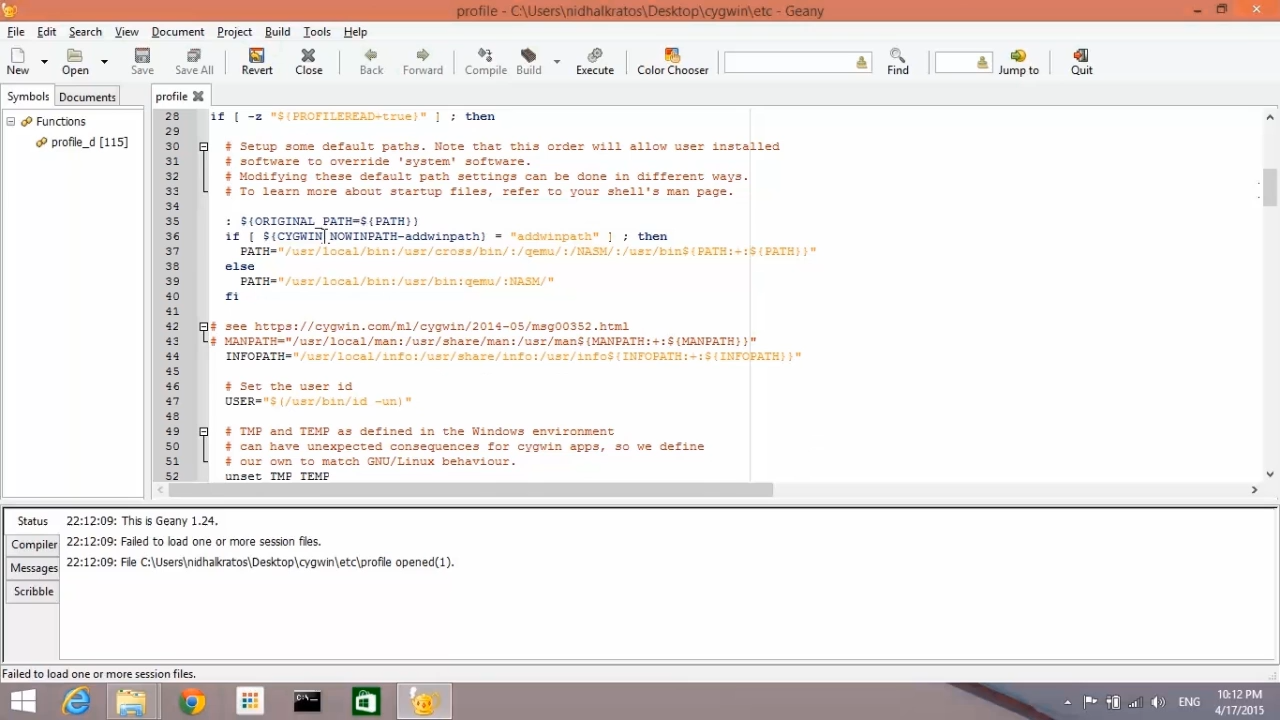 profile - C:\Users\nidhalkratos\Desktop\cygwin\etc - Geany
File Edit Search View Document Project Build Tools Help
New Open Save Save All Revert Close Back Forward Compile Build Execute Color Chooser Find Jump to Quit
Symbols Documents
profile
Functions
profile_d [115]
28 if [ -z "${PROFILEREAD+true}" ] ; then
29
30 # Setup some default paths. Note that this order will allow user installed
31 # software to override 'system' software.
32 # Modifying these default path settings can be done in different ways.
33 # To learn more about startup files, refer to your shell's man page.
34
35 : ${ORIGINAL_PATH=${PATH}}
36 if [ ${CYGWIN_NOWINPATH-addwinpath} = "addwinpath" ] ; then
37 PATH="/usr/local/bin:/usr/cross/bin/:/qemu/:/NASM/:/usr/bin${PATH:+:${PATH}}"
38 else
39 PATH="/usr/local/bin:/usr/bin:qemu/:NASM/"
40 fi
41
42 # see https://cygwin.com/ml/cygwin/2014-05/msg00352.html
43 # MANPATH="/usr/local/man:/usr/share/man:/usr/man${MANPATH:+:${MANPATH}}"
44 INFOPATH="/usr/local/info:/usr/share/info:/usr/info${INFOPATH:+:${INFOPATH}}"
45
46 # Set the user id
47 USER="$(/usr/bin/id -un)"
48
49 # TMP and TEMP as defined in the Windows environment
50 # can have unexpected consequences for cygwin apps, so we define
51 # our own to match GNU/Linux behaviour.
52 unset TMP TEMP
Status
Compiler
Messages
Scribble
22:12:09: This is Geany 1.24.
22:12:09: Failed to load one or more session files.
22:12:09: File C:\Users\nidhalkratos\Desktop\cygwin\etc\profile opened(1).
Failed to load one or more session files.
C:\_
ENG
10:12 PM
4/17/2015